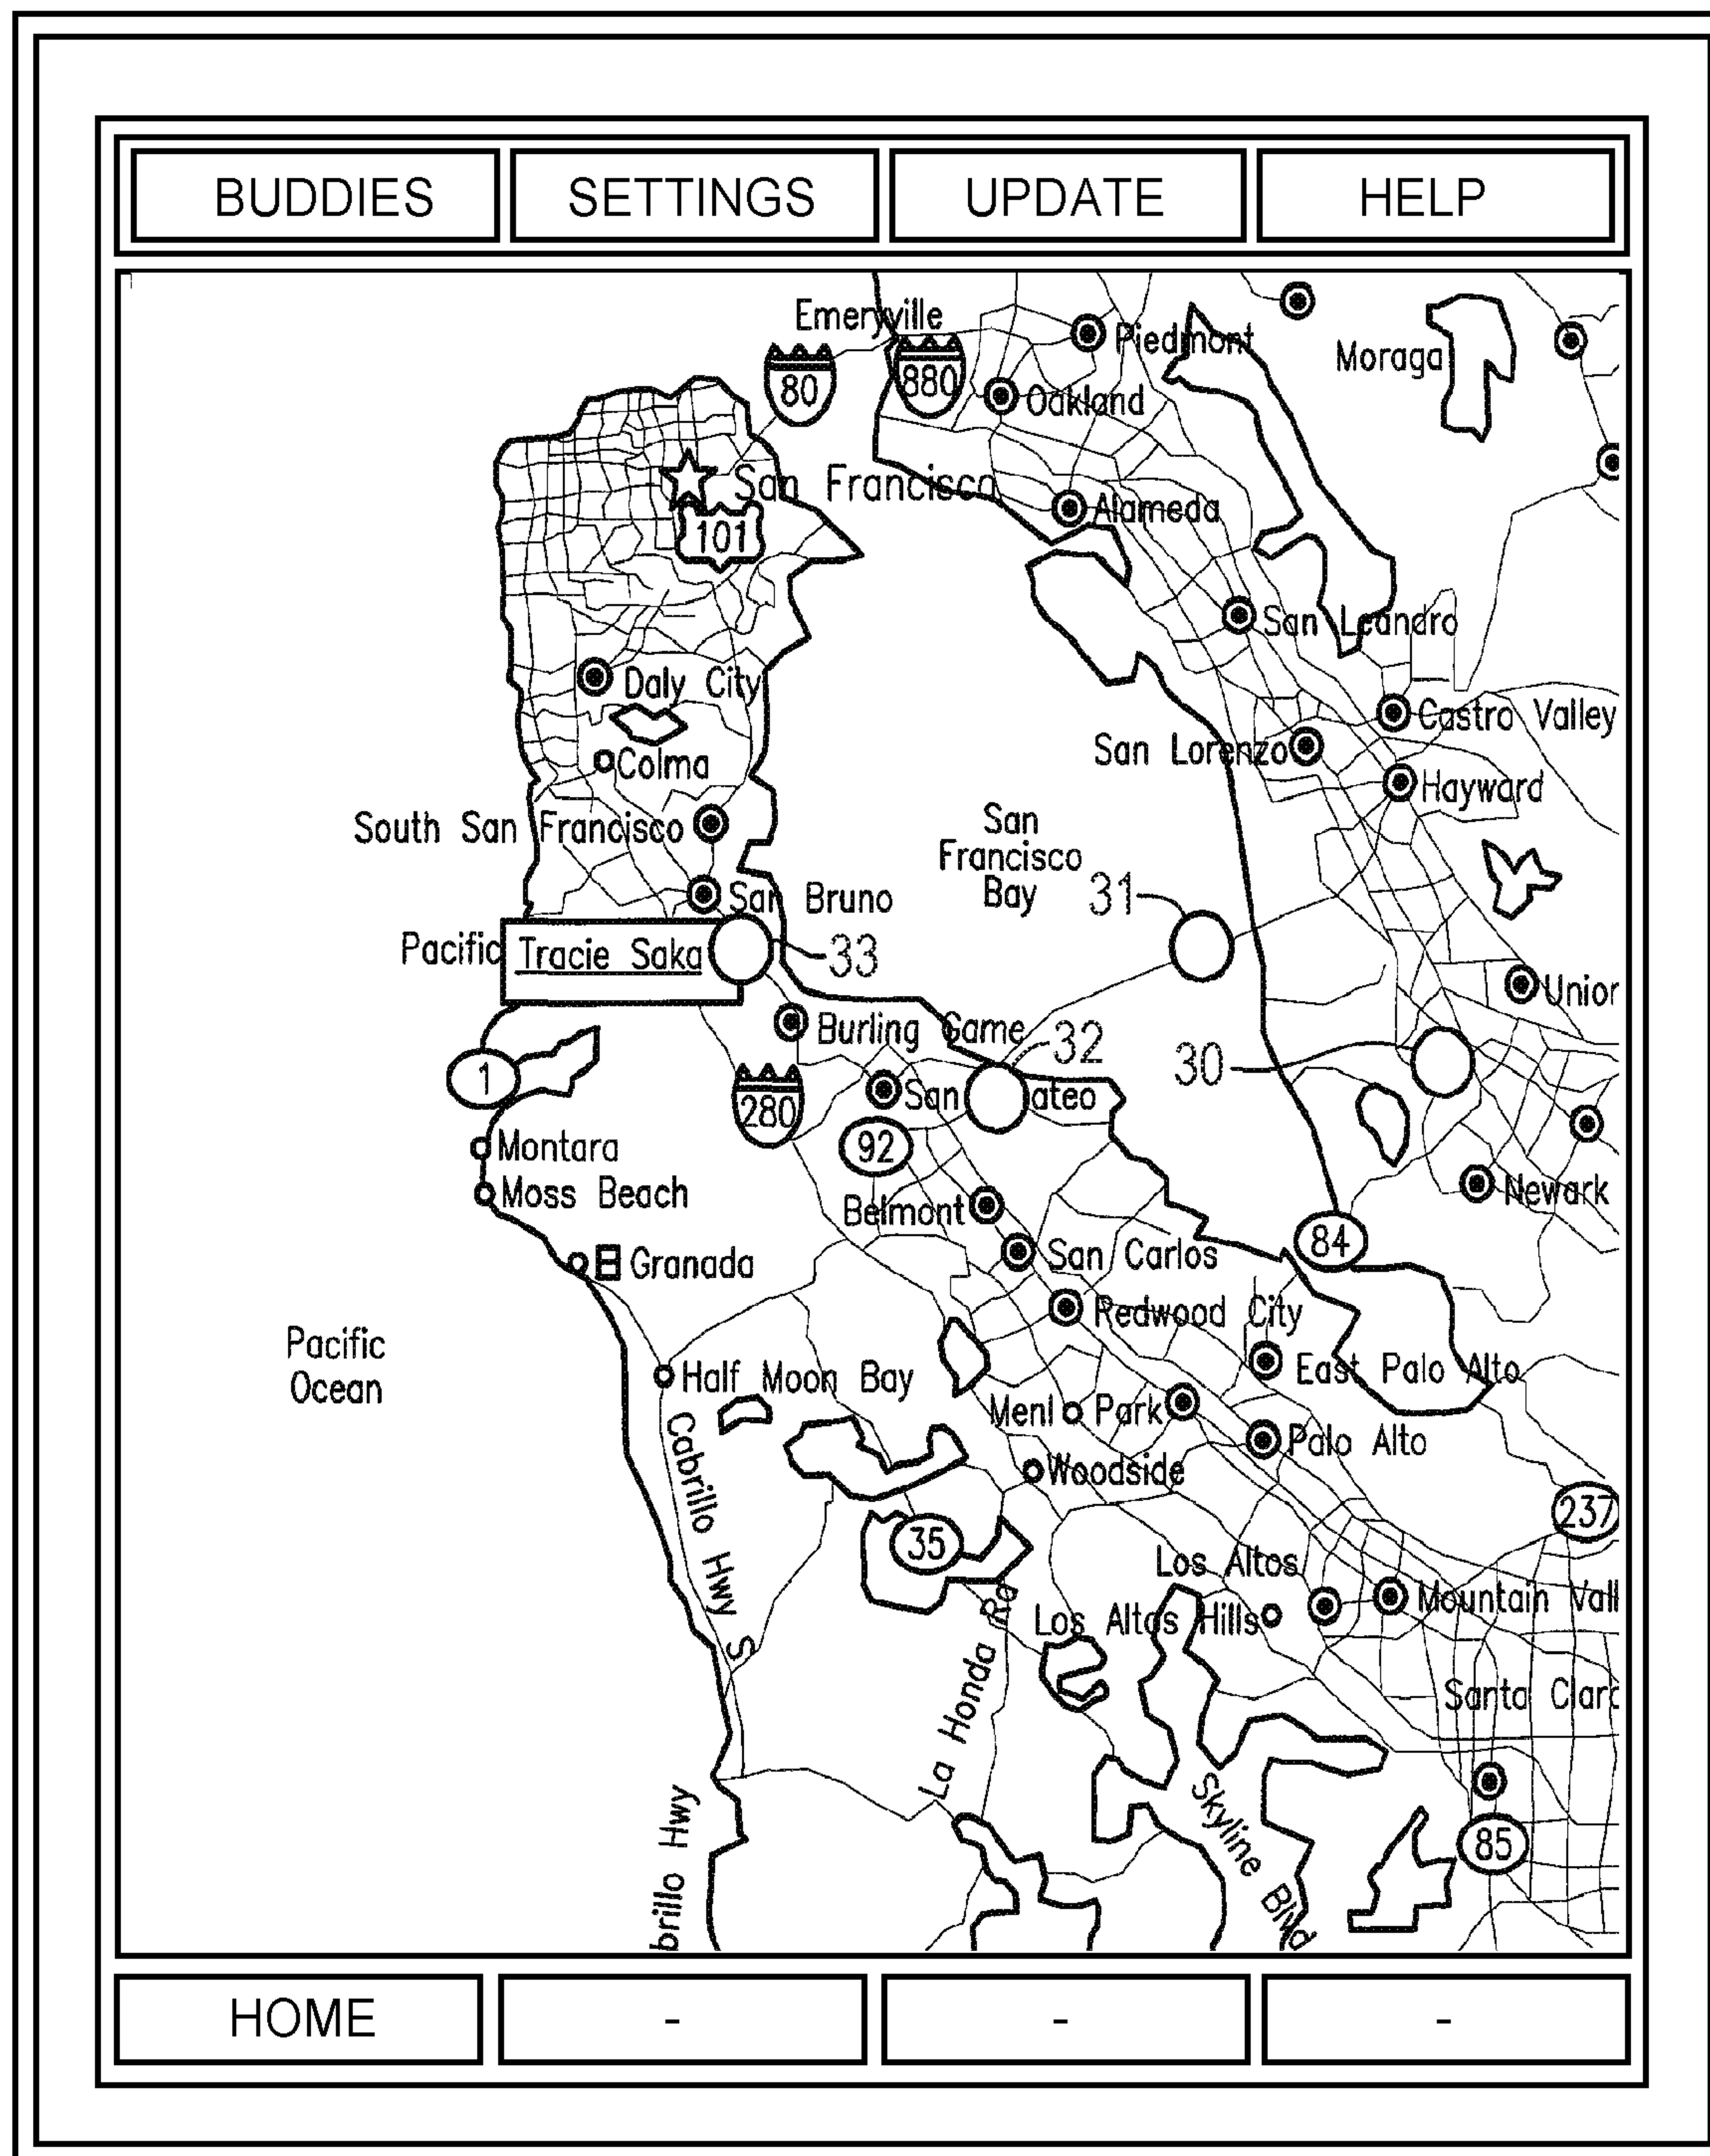 BUDDIES SETTINGS UPDATE HELP
Emeryville
Piedmont
Moraga
80
880
Oakland
San Francisco
101
Alameda
San Leandro
Daly City
Castro Valley
San Lorenzo
Colma
Hayward
South San Francisco
San
Francisco
Bay
31
San Bruno
Pacific
Tracie Saka
33
Union
Burling Game
32
30
1
280
San ateo
92
Montara
Moss Beach
Newark
Belmont
84
San Carlos
Granada
Redwood City
Pacific
Ocean
East Palo Alto
Half Moon Bay
Menl Park
Palo Alto
Woodside
Cabrillo Hwy S
237
35
Los Altos
Mountain Vall
Los Altos Hills
La Honda Rd
Santa Clara
Skyline Blvd
85
brillo Hwy
HOME - - -